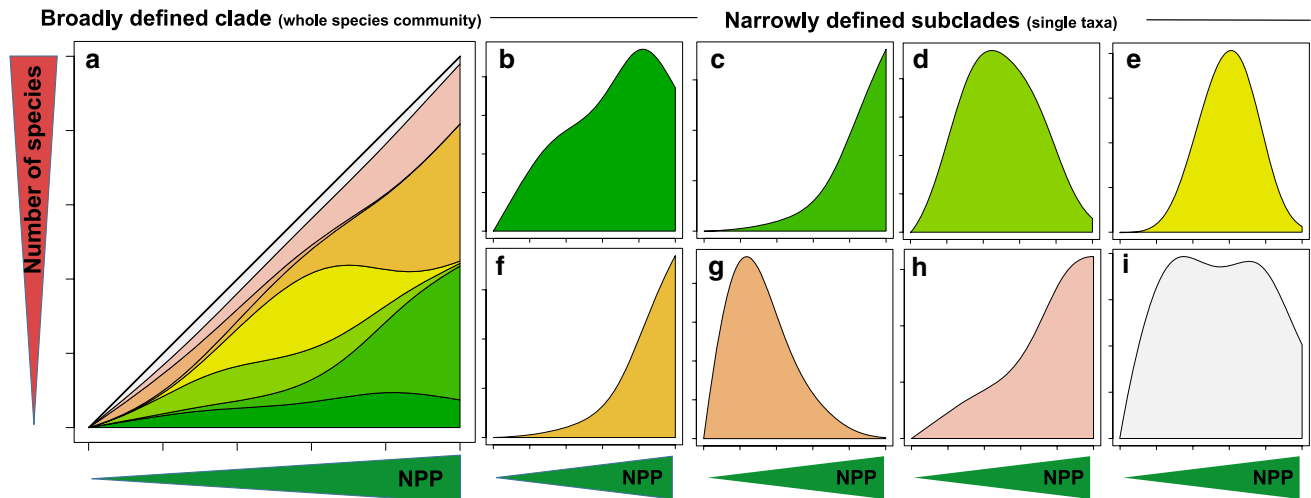 Broadly defined clade (whole species community)
Narrowly defined subclades (single taxa)
Number of species
a
b
c
d
e
f
g
h
i
NPP
NPP
NPP
NPP
NPP